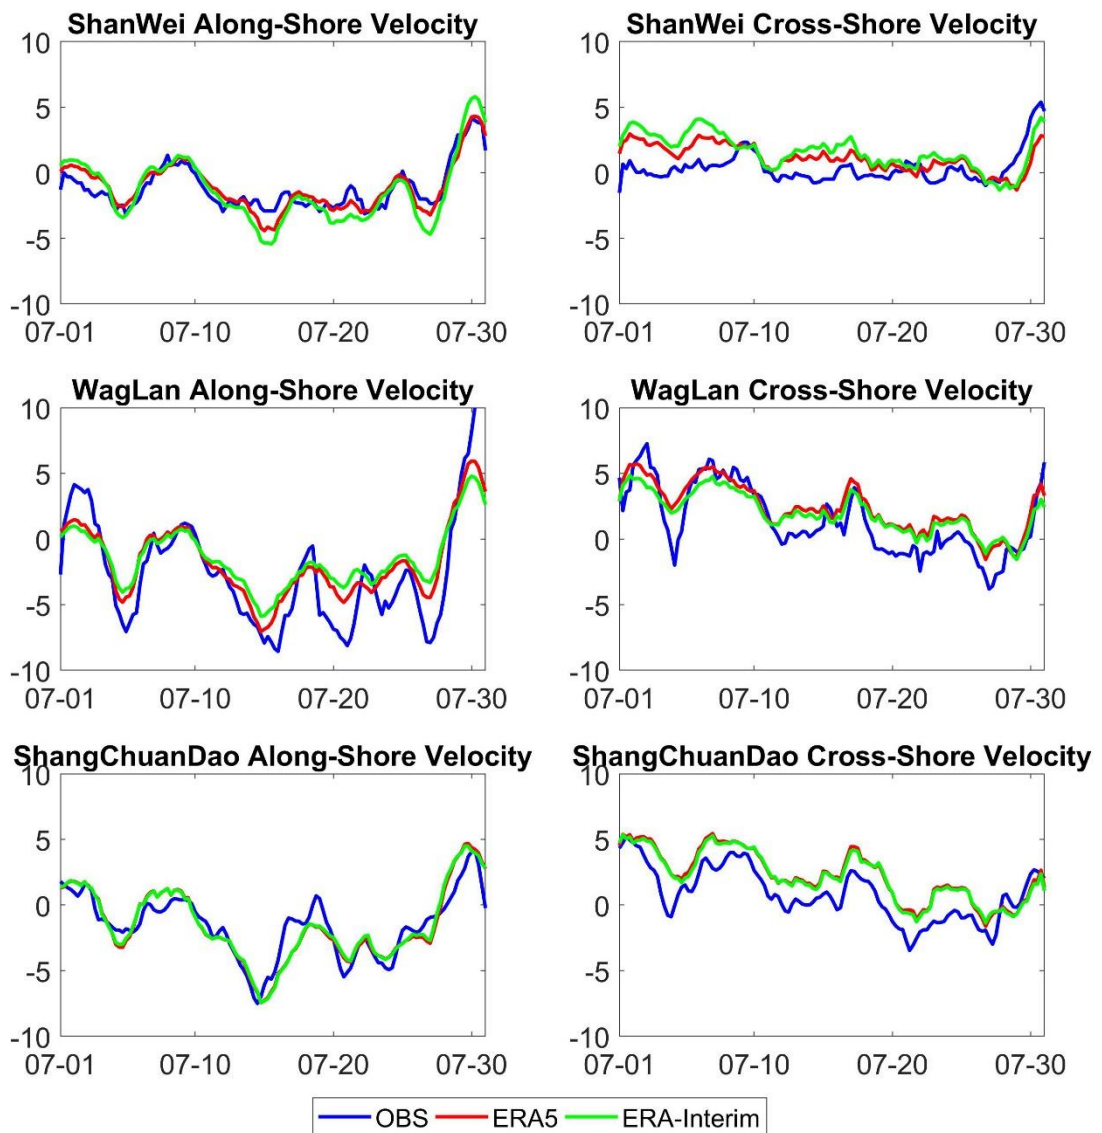 ShanWei Along-Shore Velocity
10
5
0
-5
-10
07-01 07-10 07-20 07-30
ShanWei Cross-Shore Velocity
10
5
0
-5
-10
07-01 07-10 07-20 07-30
WagLan Along-Shore Velocity
10
5
0
-5
-10
07-01 07-10 07-20 07-30
WagLan Cross-Shore Velocity
10
5
0
-5
-10
07-01 07-10 07-20 07-30
ShangChuanDao Along-Shore Velocity
10
5
0
-5
-10
07-01 07-10 07-20 07-30
ShangChuanDao Cross-Shore Velocity
10
5
0
-5
-10
07-01 07-10 07-20 07-30
OBS ERA5 ERA-Interim